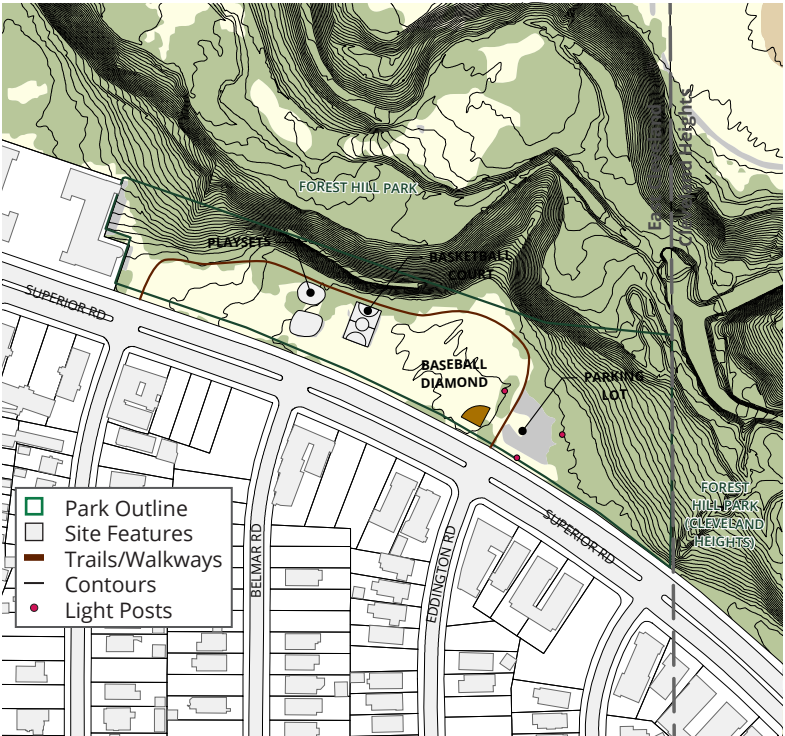 FOREST HILL PARK
PLAYSETS
BASKETBALL
COURT
SUPERIOR RD
BASEBALL
DIAMOND
PARKING
LOT
FOREST
HILL PARK
(CLEVELAND
HEIGHTS)
SUPERIOR RD
BELMAR RD
EDDINGTON RD
Park Outline
Site Features
Trails/Walkways
Contours
Light Posts
Heights